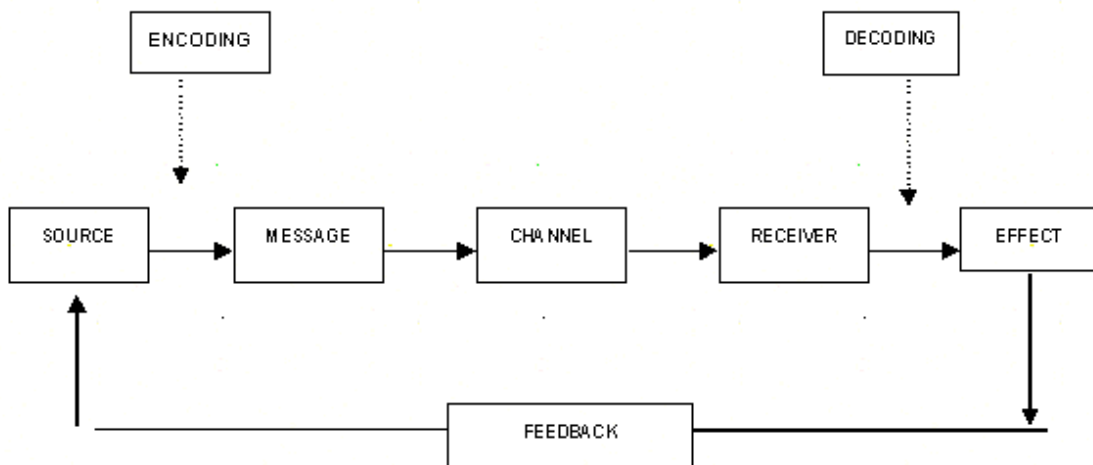 ENCODING
DECODING
SOURCE
MESSAGE
CHANNEL
RECEIVER
EFFECT
FEEDBACK